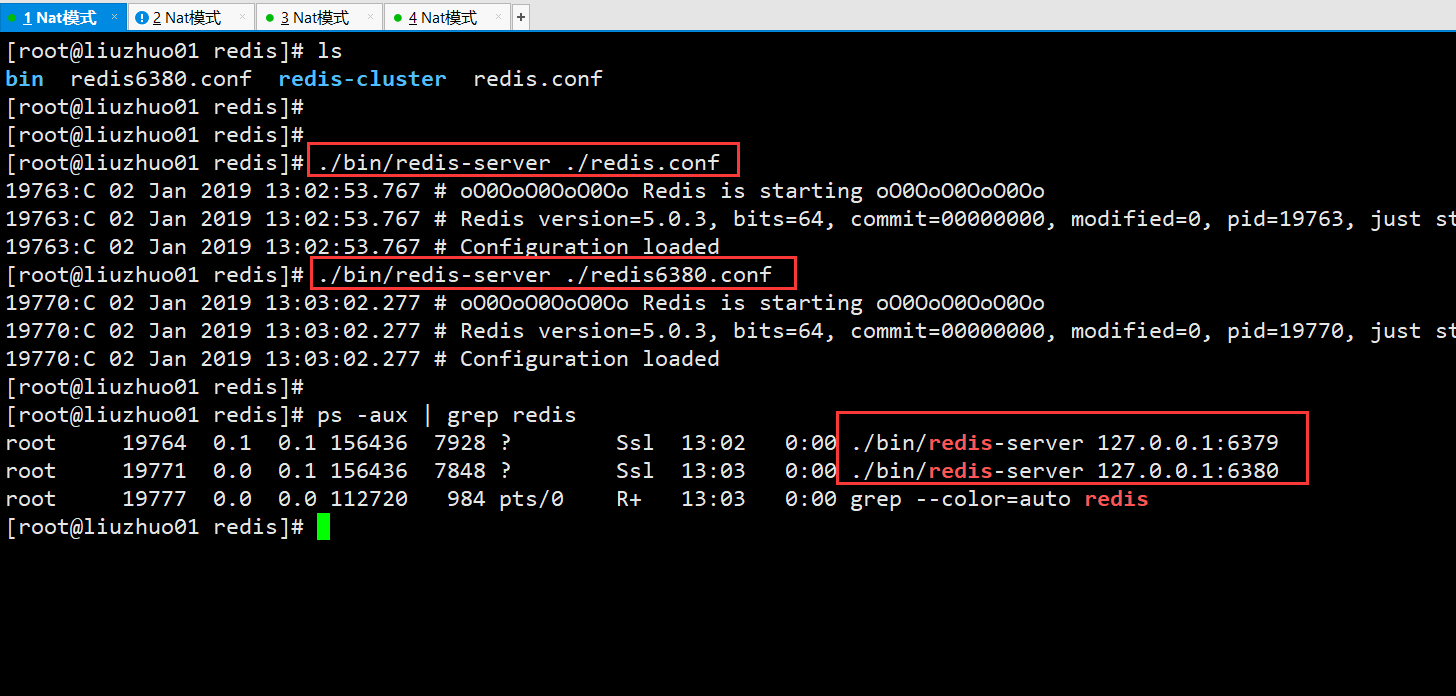 1 Nat模式 × 2 Nat模式 × 3 Nat模式 × 4 Nat模式 × +
[root@liuzhuo01 redis]# ls
bin  redis6380.conf  redis-cluster  redis.conf
[root@liuzhuo01 redis]#
[root@liuzhuo01 redis]#
[root@liuzhuo01 redis]# ./bin/redis-server ./redis.conf
19763:C 02 Jan 2019 13:02:53.767 # oO0OoO0OoO0Oo Redis is starting oO0OoO0OoO0Oo
19763:C 02 Jan 2019 13:02:53.767 # Redis version=5.0.3, bits=64, commit=00000000, modified=0, pid=19763, just st
19763:C 02 Jan 2019 13:02:53.767 # Configuration loaded
[root@liuzhuo01 redis]# ./bin/redis-server ./redis6380.conf
19770:C 02 Jan 2019 13:03:02.277 # oO0OoO0OoO0Oo Redis is starting oO0OoO0OoO0Oo
19770:C 02 Jan 2019 13:03:02.277 # Redis version=5.0.3, bits=64, commit=00000000, modified=0, pid=19770, just st
19770:C 02 Jan 2019 13:03:02.277 # Configuration loaded
[root@liuzhuo01 redis]#
[root@liuzhuo01 redis]# ps -aux | grep redis
root     19764  0.1  0.1 156436  7928 ?        Ssl  13:02   0:00 ./bin/redis-server 127.0.0.1:6379
root     19771  0.0  0.1 156436  7848 ?        Ssl  13:03   0:00 ./bin/redis-server 127.0.0.1:6380
root     19777  0.0  0.0 112720   984 pts/0    R+   13:03   0:00 grep --color=auto redis
[root@liuzhuo01 redis]#